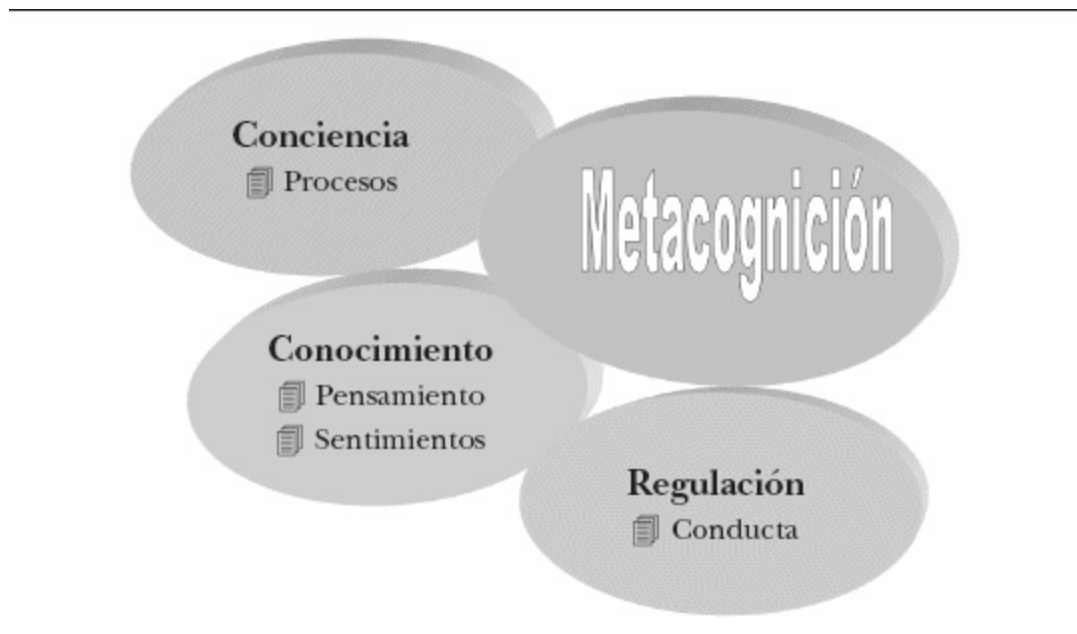 Conciencia
Procesos
Metacognición
Conocimiento
Pensamiento
Sentimientos
Regulación
Conducta